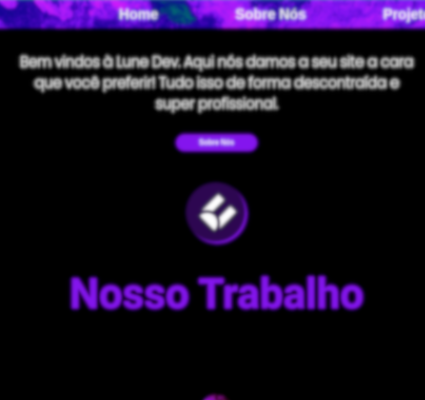 Home Sobre Nós Projet
Bem vindos à Lune Dev. Aqui nós damos a seu site a cara
que você preferir! Tudo isso de forma descontraída e
super profissional.
Sobre Nós
Nosso Trabalho